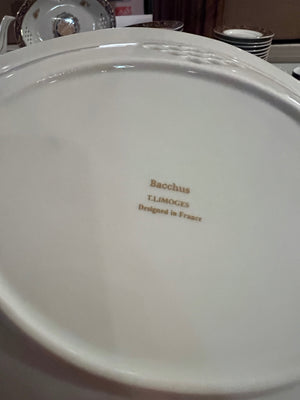 Bacchus
T.LIMOGES
Designed in France